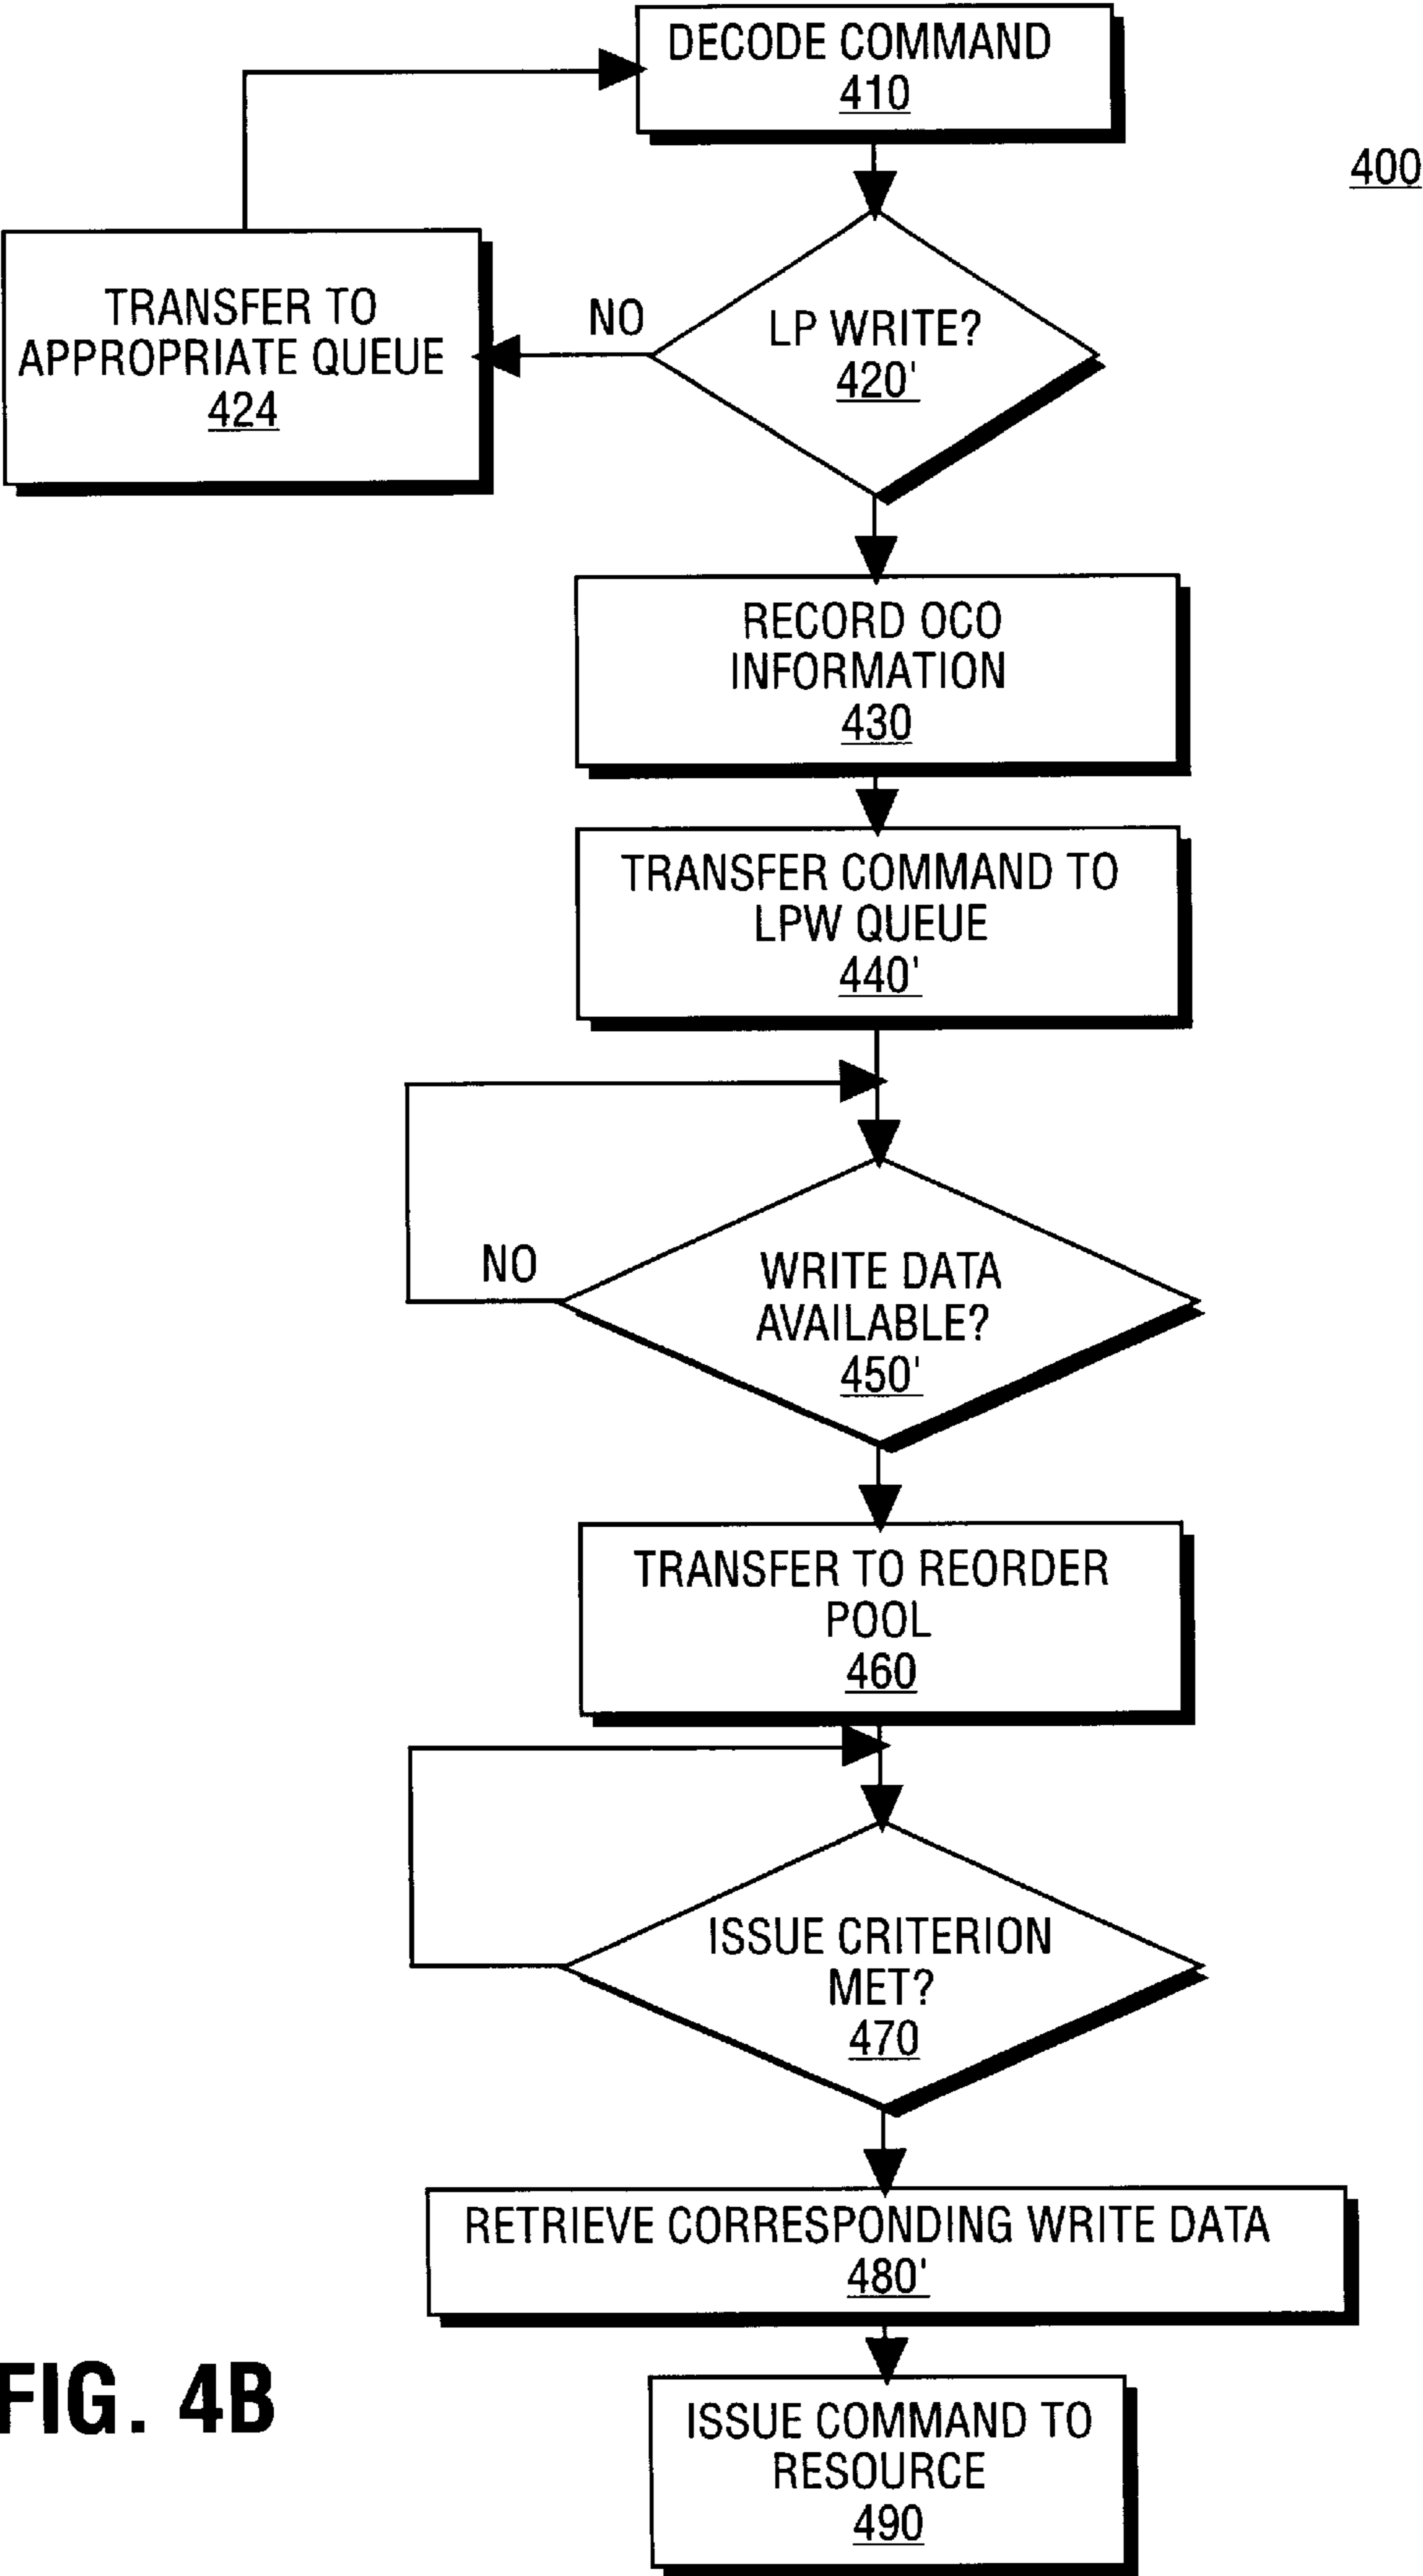 DECODE COMMAND
410
400
TRANSFER TO
APPROPRIATE QUEUE
424
NO
LP WRITE?
420'
RECORD OCO
INFORMATION
430
TRANSFER COMMAND TO
LPW QUEUE
440'
NO
WRITE DATA
AVAILABLE?
450'
TRANSFER TO REORDER
POOL
460
ISSUE CRITERION
MET?
470
RETRIEVE CORRESPONDING WRITE DATA
480'
ISSUE COMMAND TO
RESOURCE
490
FIG. 4B